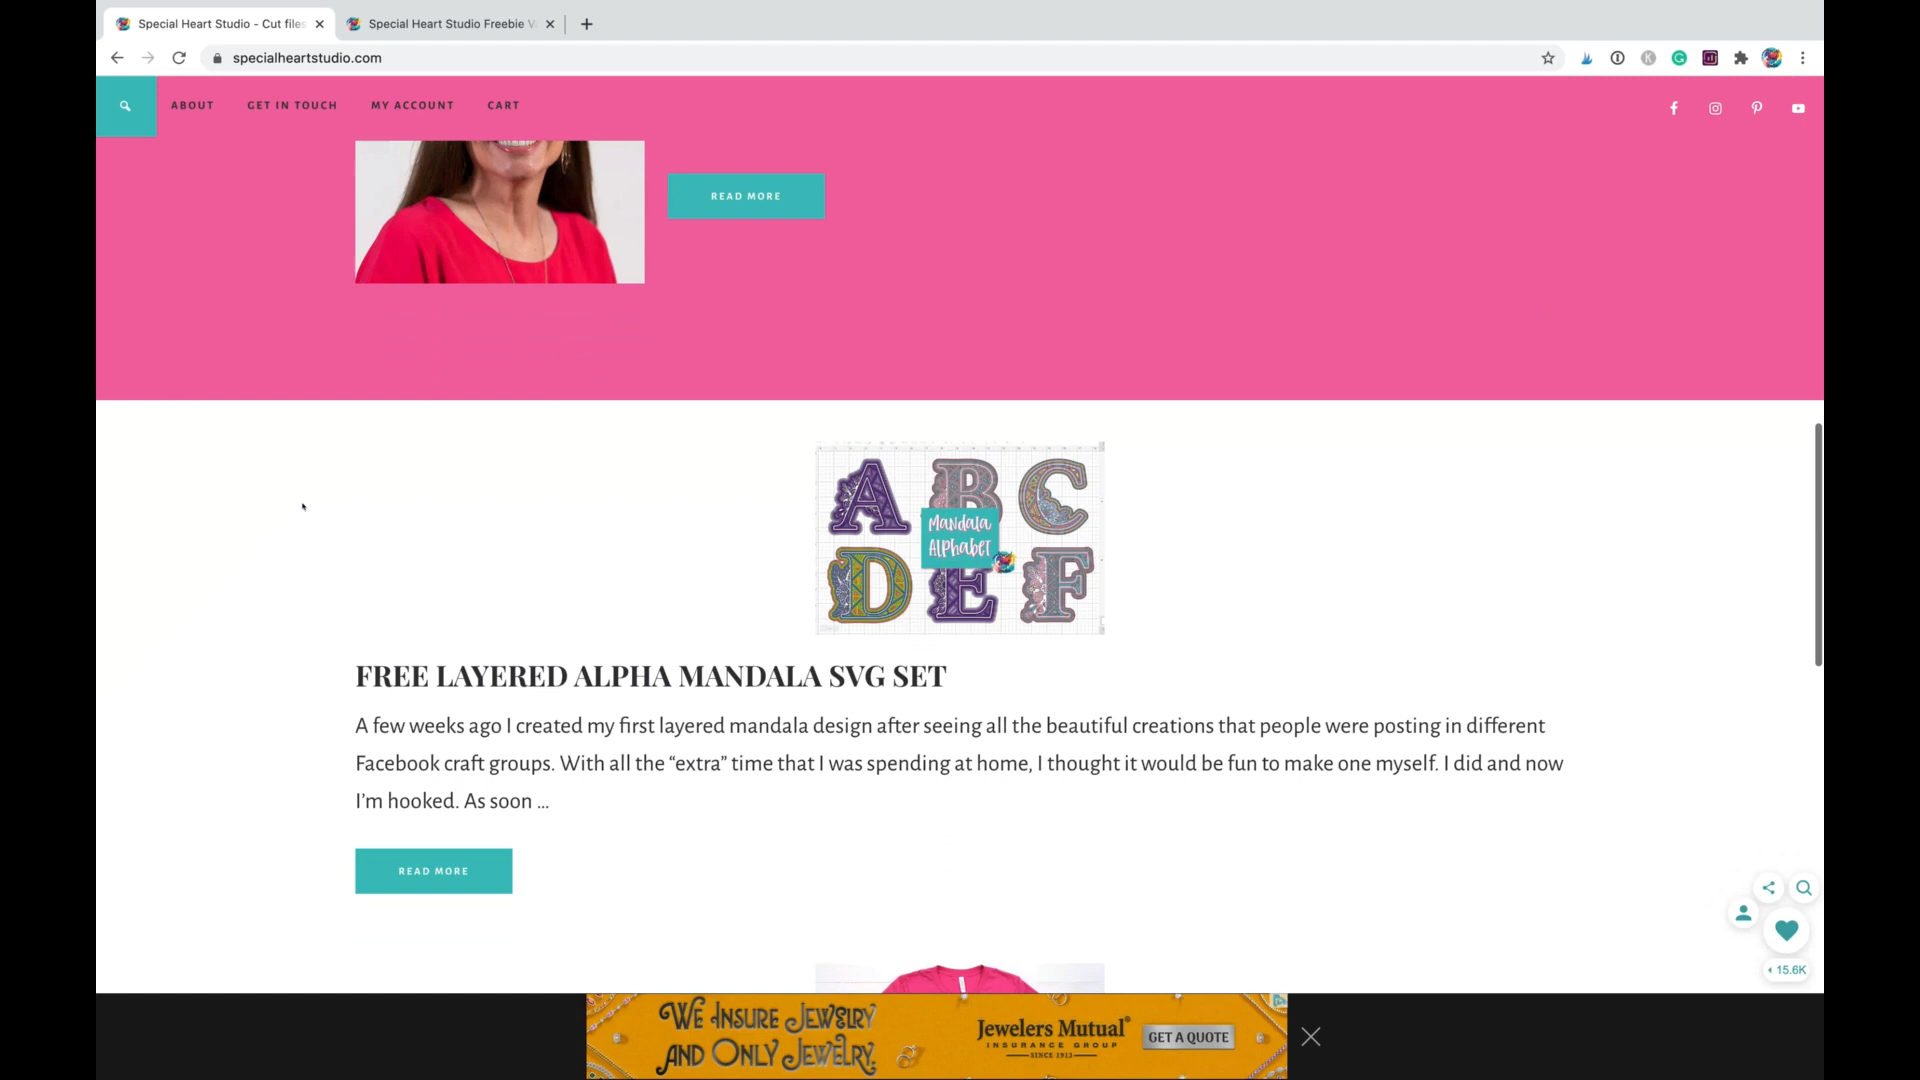 Special Heart Studio - Cut files
Special Heart Studio Freebie V
specialheartstudio.com
ABOUT
GET IN TOUCH
MY ACCOUNT
CART
READ MORE
A B C
Mandala
Alphabet
D E F
FREE LAYERED ALPHA MANDALA SVG SET
A few weeks ago I created my first layered mandala design after seeing all the beautiful creations that people were posting in different
Facebook craft groups. With all the “extra” time that I was spending at home, I thought it would be fun to make one myself. I did and now
I’m hooked. As soon ...
READ MORE
15.6K
WE INSURE JEWELRY
AND ONLY JEWELRY.
Jewelers Mutual®
INSURANCE GROUP
SINCE 1913
GET A QUOTE